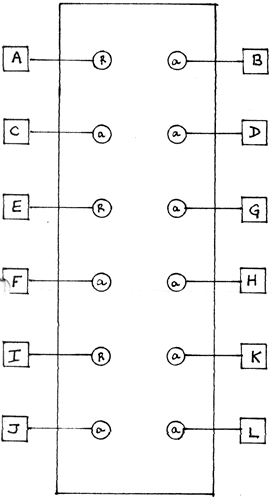 A R a B
C a a D
E R a G
F a a H
I R a K
J a a L